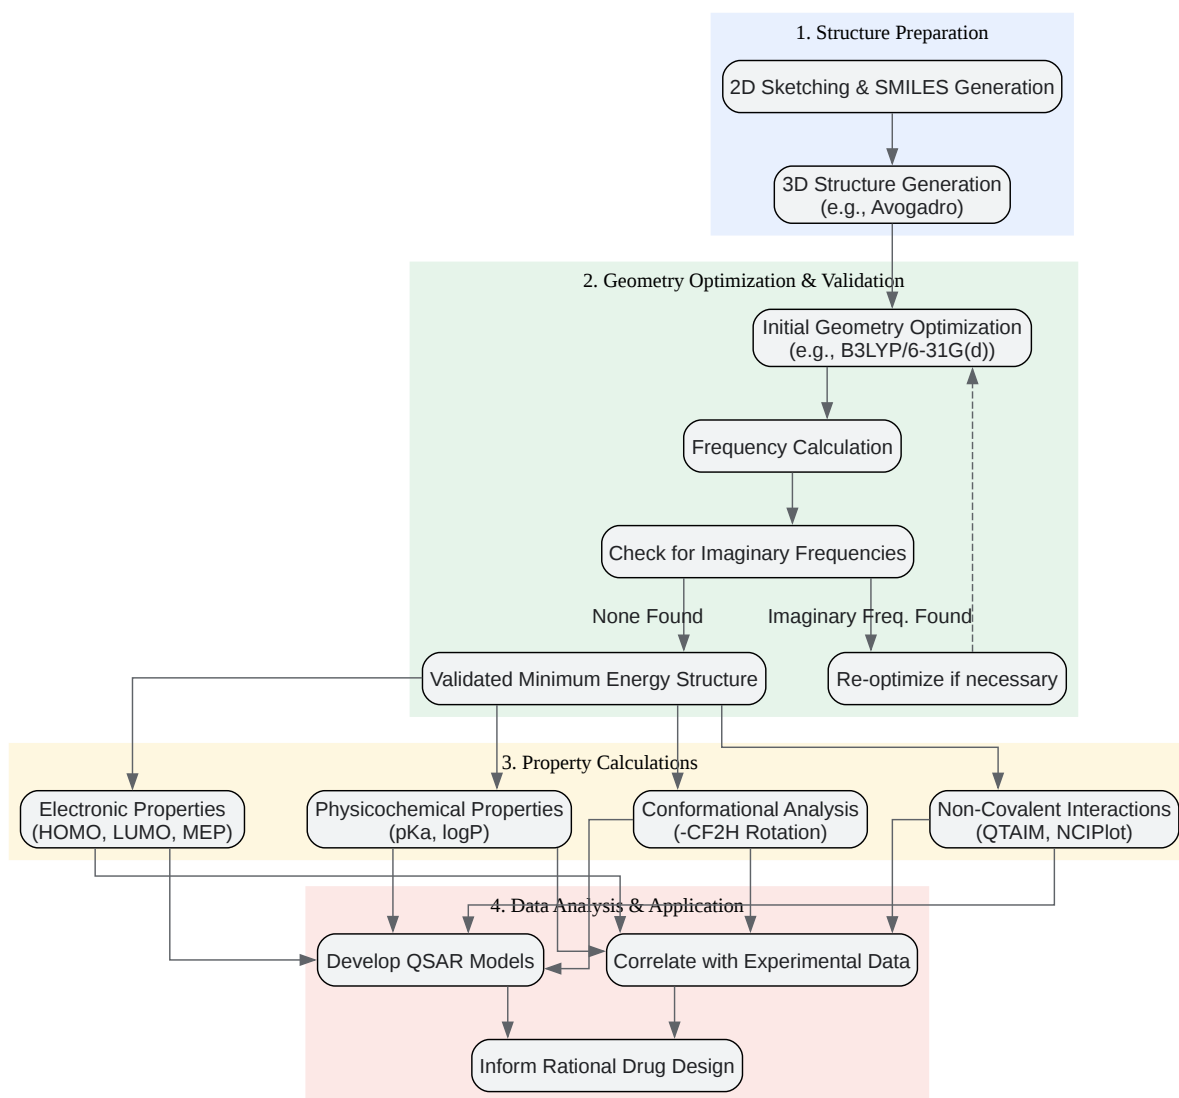 1. Structure Preparation
2D Sketching & SMILES Generation
3D Structure Generation
(e.g., Avogadro)
2. Geometry Optimization & Validation
Initial Geometry Optimization
(e.g., B3LYP/6-31G(d))
Frequency Calculation
Check for Imaginary Frequencies
None Found
Imaginary Freq. Found
Validated Minimum Energy Structure
Re-optimize if necessary
3. Property Calculations
Electronic Properties
(HOMO, LUMO, MEP)
Physicochemical Properties
(pKa, logP)
Conformational Analysis
(-CF2H Rotation)
Non-Covalent Interactions
(QTAIM, NCIPlot)
4. Data Analysis & Application
Develop QSAR Models
Correlate with Experimental Data
Inform Rational Drug Design